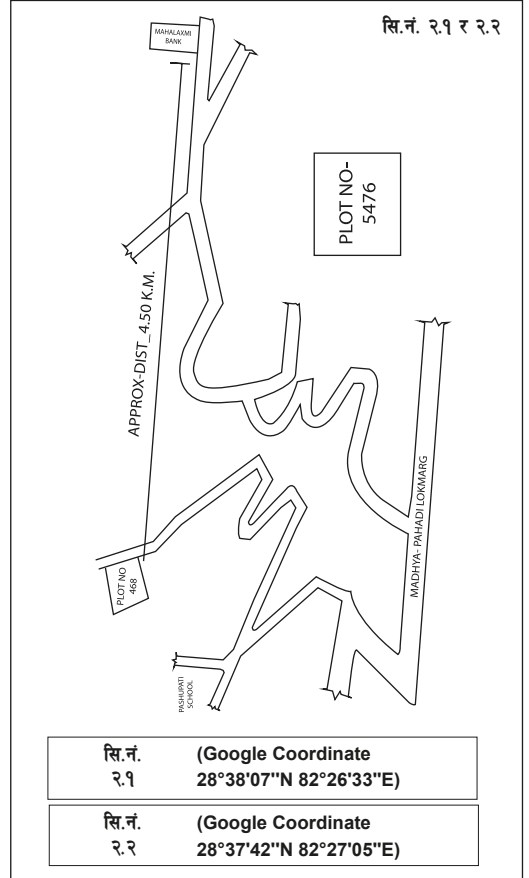 सि.नं. २.१ र २.२
MAHALAXMI
BANK
PLOT NO-
5476
APPROX-DIST_4.50 K.M.
MADHYA- PAHADI LOKMARG
PLOT NO
468
PASHUPATI
SCHOOL
सि.नं. (Google Coordinate
२.१ 28°38'07"N 82°26'33"E)
सि.नं. (Google Coordinate
२.२ 28°37'42"N 82°27'05"E)